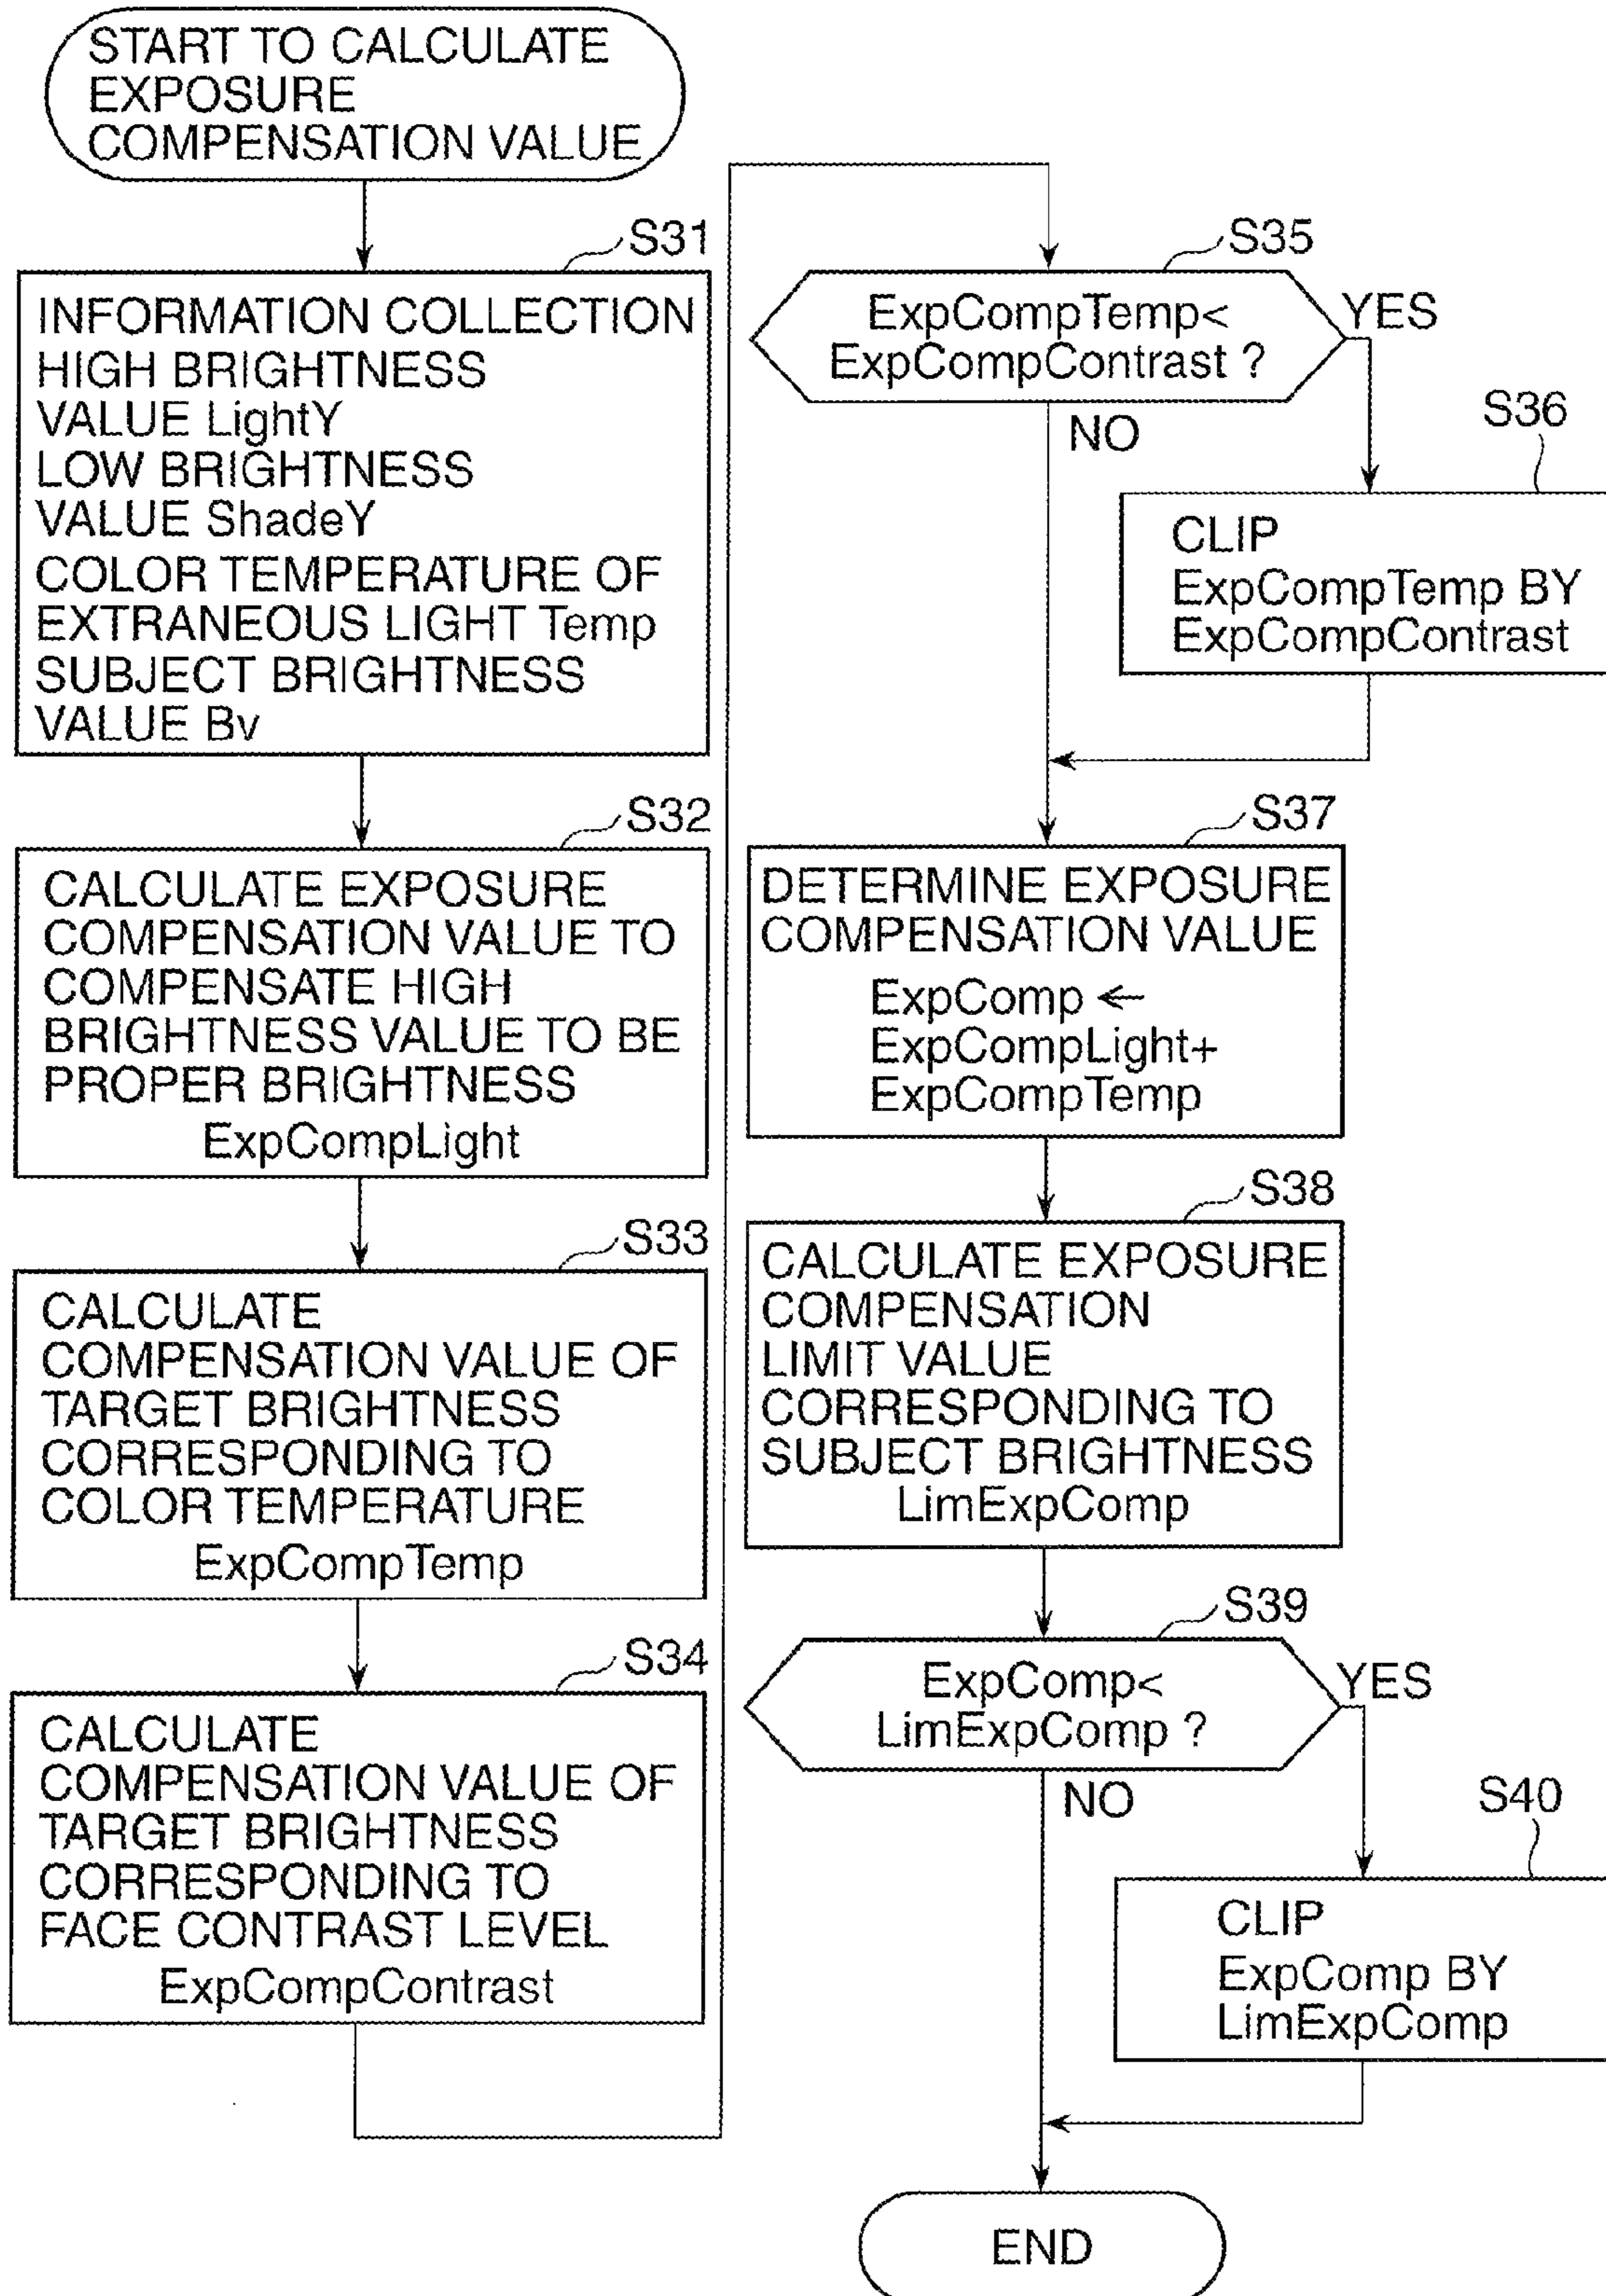 START TO CALCULATE
EXPOSURE
COMPENSATION VALUE
S31
INFORMATION COLLECTION
HIGH BRIGHTNESS
VALUE LightY
LOW BRIGHTNESS
VALUE ShadeY
COLOR TEMPERATURE OF
EXTRANEOUS LIGHT Temp
SUBJECT BRIGHTNESS
VALUE Bv
S32
CALCULATE EXPOSURE
COMPENSATION VALUE TO
COMPENSATE HIGH
BRIGHTNESS VALUE TO BE
PROPER BRIGHTNESS
ExpCompLight
S33
CALCULATE
COMPENSATION VALUE OF
TARGET BRIGHTNESS
CORRESPONDING TO
COLOR TEMPERATURE
ExpCompTemp
S34
CALCULATE
COMPENSATION VALUE OF
TARGET BRIGHTNESS
CORRESPONDING TO
FACE CONTRAST LEVEL
ExpCompContrast
S35
ExpCompTemp<
ExpCompContrast ?
YES
NO
S36
CLIP
ExpCompTemp BY
ExpCompContrast
S37
DETERMINE EXPOSURE
COMPENSATION VALUE
ExpComp ←
ExpCompLight+
ExpCompTemp
S38
CALCULATE EXPOSURE
COMPENSATION
LIMIT VALUE
CORRESPONDING TO
SUBJECT BRIGHTNESS
LimExpComp
S39
ExpComp<
LimExpComp ?
YES
NO
S40
CLIP
ExpComp BY
LimExpComp
END